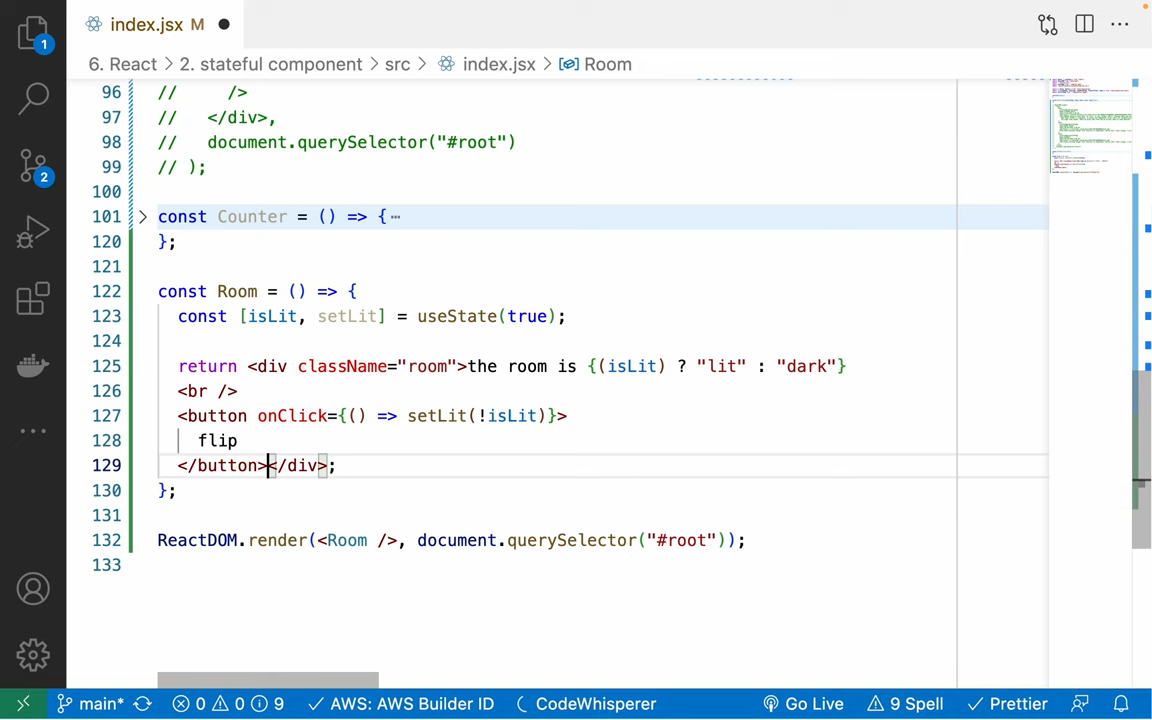 index.jsx M
6. React > 2. stateful component > src > index.jsx > Room
96 // />
97 // </div>,
98 // document.querySelector("#root")
99 // );
100
101 const Counter = () => {⋯
120 };
121
122 const Room = () => {
123 const [isLit, setLit] = useState(true);
124
125 return <div className="room">the room is {(isLit) ? "lit" : "dark"}
126 <br />
127 <button onClick={() => setLit(!isLit)}>
128 flip
129 </button></div>;
130 };
131
132 ReactDOM.render(<Room />, document.querySelector("#root"));
133
1
2
main* 0 0 9 AWS: AWS Builder ID CodeWhisperer Go Live 9 Spell Prettier